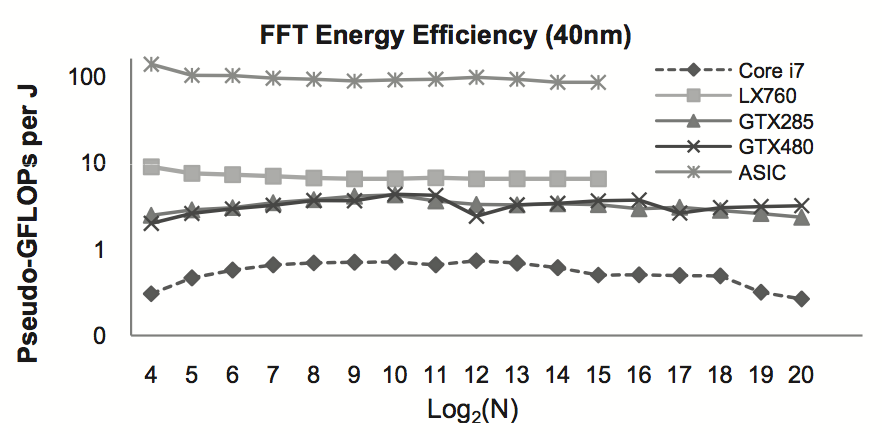 FFT Energy Efficiency (40nm)
Pseudo-GFLOPs per J
100
10
1
0
Core i7
LX760
GTX285
GTX480
ASIC
4 5 6 7 8 9 10 11 12 13 14 15 16 17 18 19 20
Log2(N)